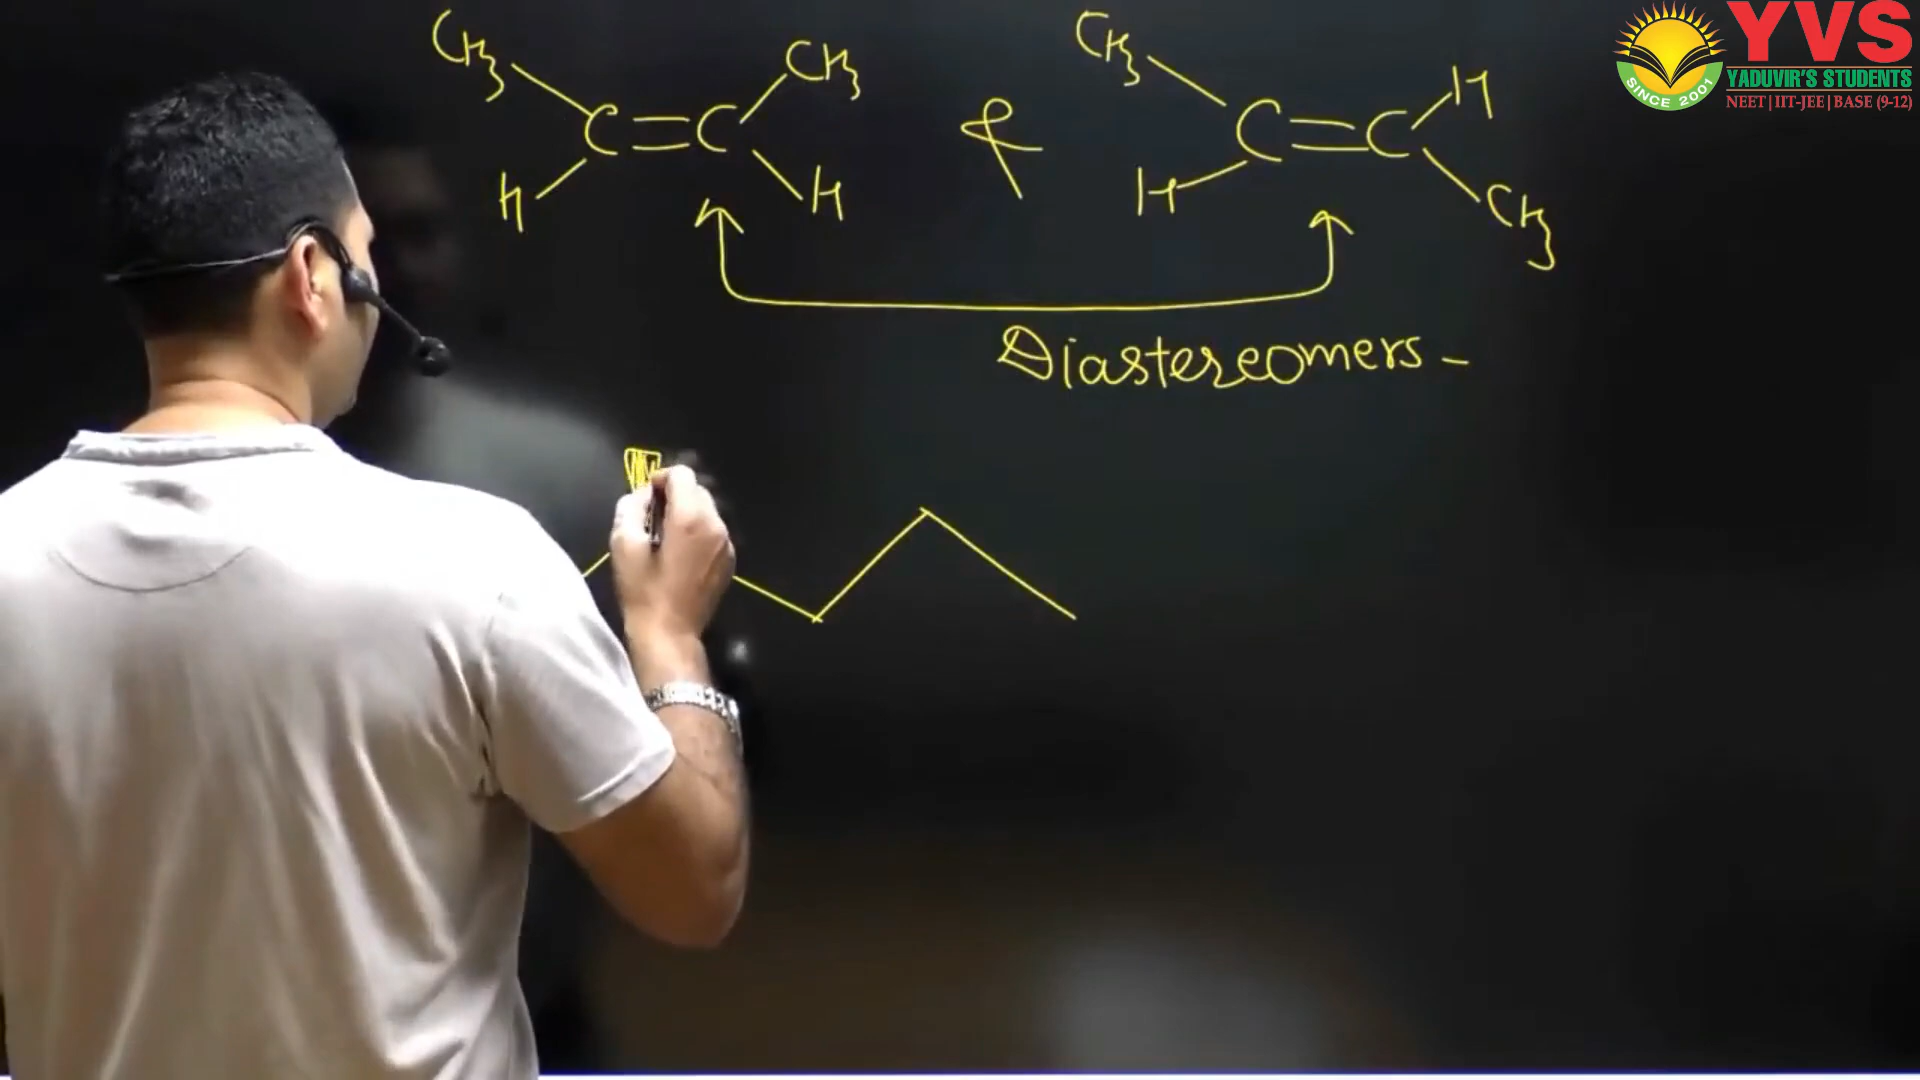 CH3 CH3 CH3 H
C=C & C=C
H H H CH3
Diastereomers -
YVS
YADUVIR'S STUDENTS
NEET | IIT-JEE | BASE (9-12)
SINCE 2001